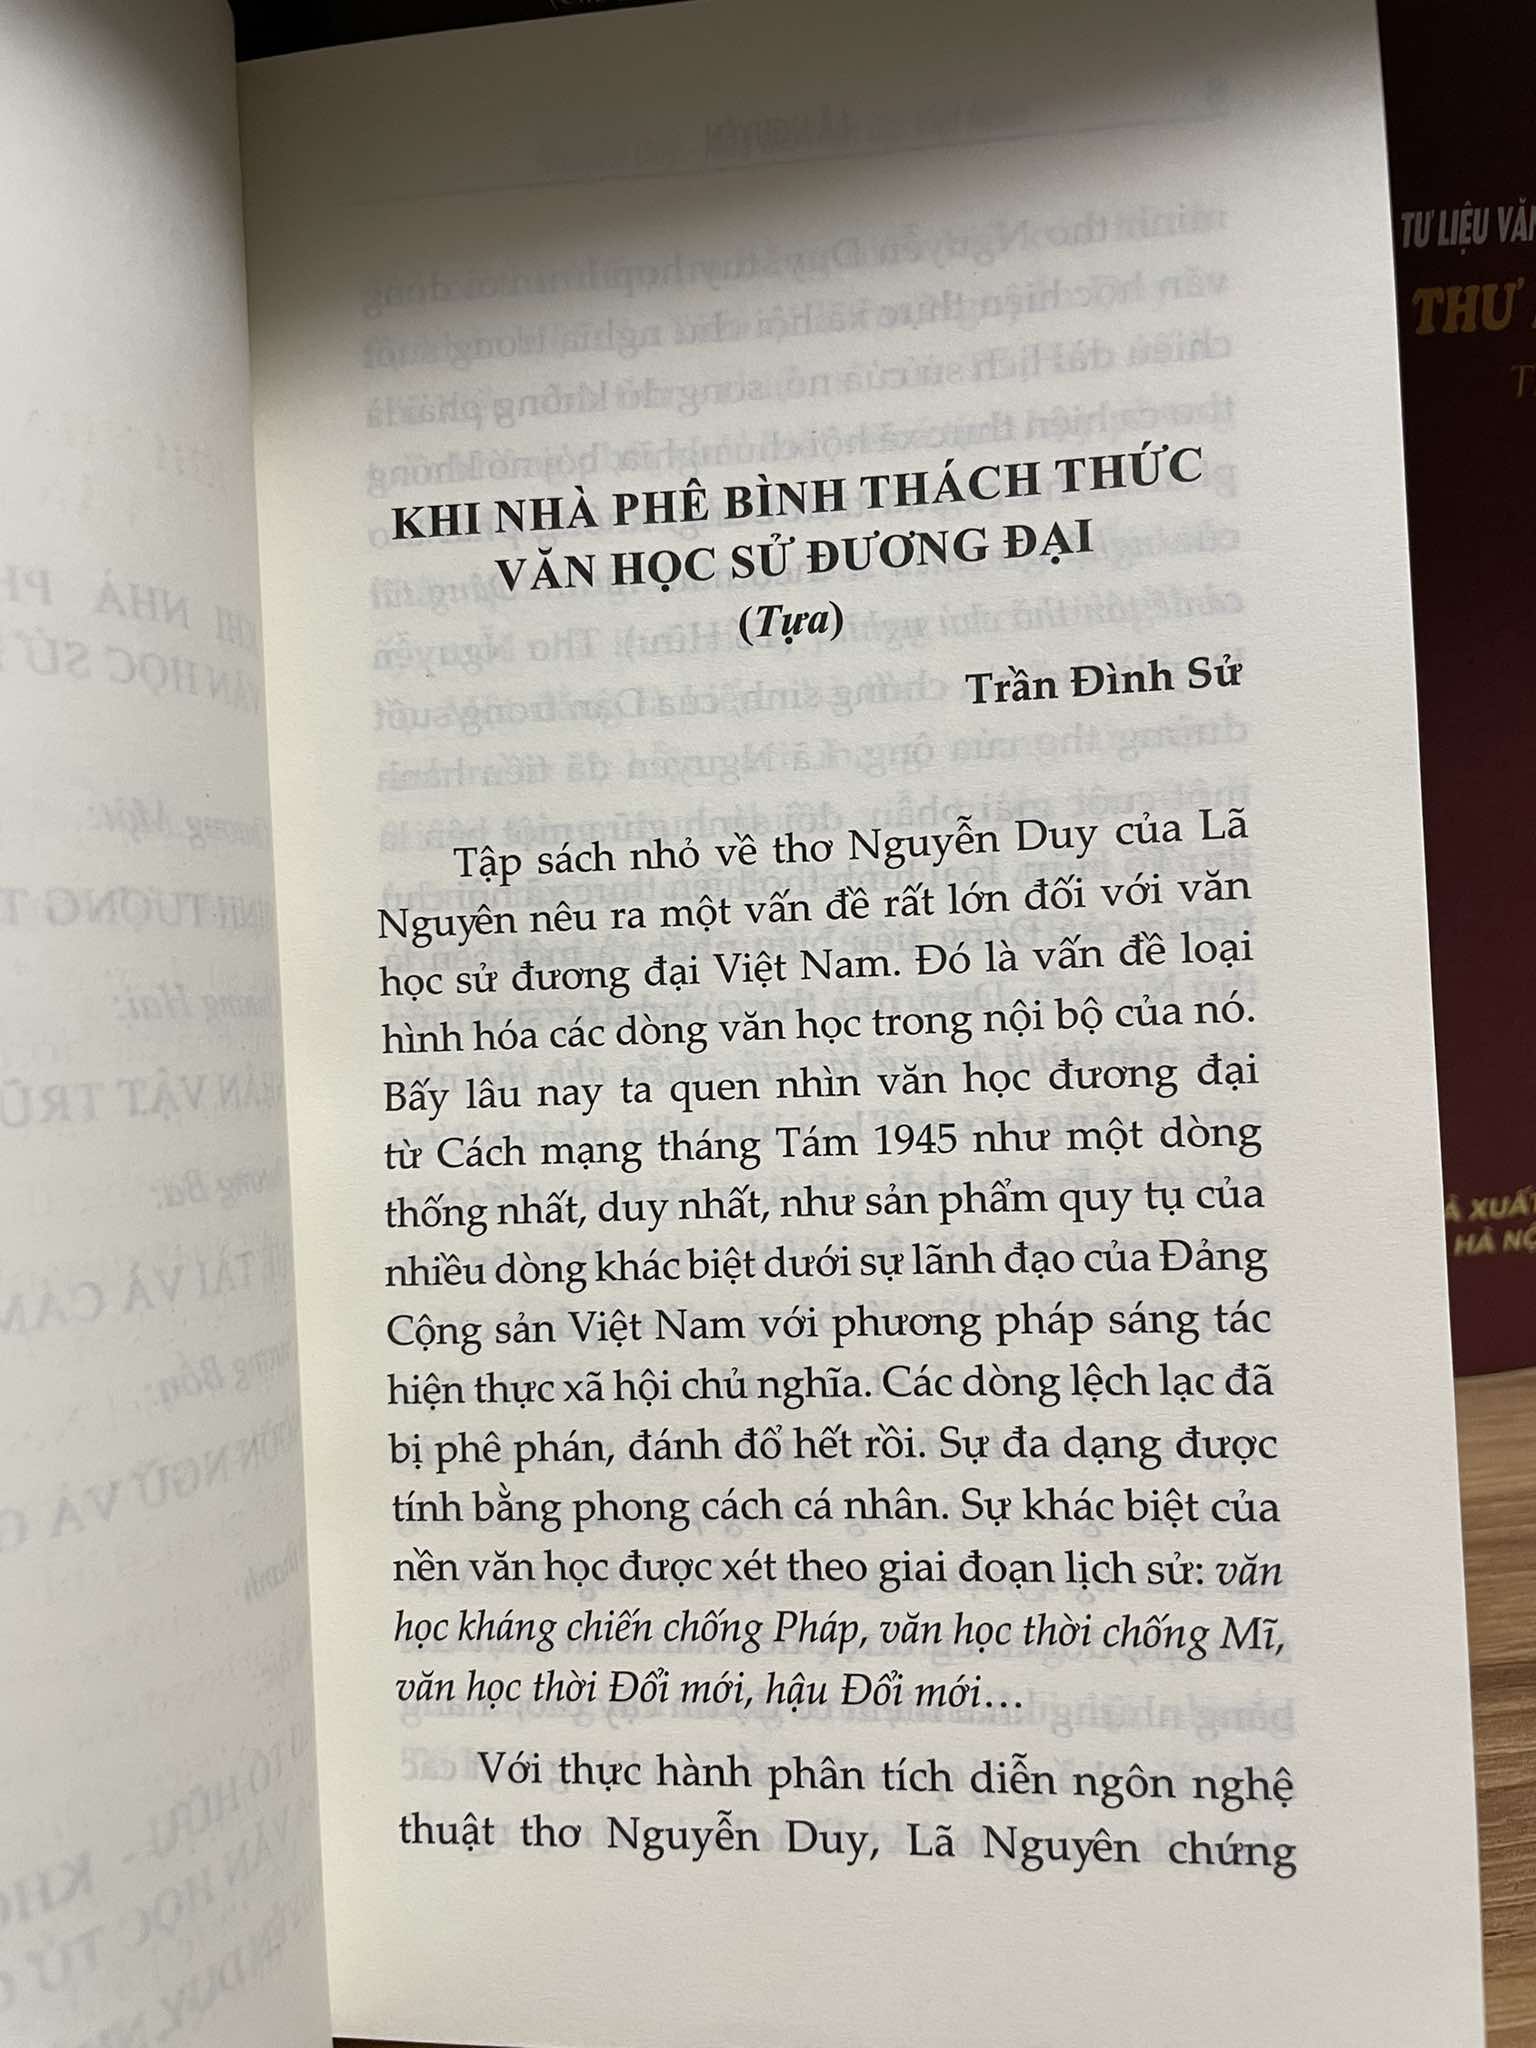 KHI NHÀ PHÊ BÌNH THÁCH THỨC
VĂN HỌC SỬ ĐƯƠNG ĐẠI
(Tựa)
Trần Đình Sử
Tập sách nhỏ về thơ Nguyễn Duy của Lã
Nguyên nêu ra một vấn đề rất lớn đối với văn
học sử đương đại Việt Nam. Đó là vấn đề loại
hình hóa các dòng văn học trong nội bộ của nó.
Bấy lâu nay ta quen nhìn văn học đương đại
từ Cách mạng tháng Tám 1945 như một dòng
thống nhất, duy nhất, như sản phẩm quy tụ của
nhiều dòng khác biệt dưới sự lãnh đạo của Đảng
Cộng sản Việt Nam với phương pháp sáng tác
hiện thực xã hội chủ nghĩa. Các dòng lệch lạc đã
bị phê phán, đánh đổ hết rồi. Sự đa dạng được
tính bằng phong cách cá nhân. Sự khác biệt của
nền văn học được xét theo giai đoạn lịch sử: văn
học kháng chiến chống Pháp, văn học thời chống Mĩ,
văn học thời Đổi mới, hậu Đổi mới...
Với thực hành phân tích diễn ngôn nghệ
thuật thơ Nguyễn Duy, Lã Nguyên chứng
TƯ LIỆU VĂN
THƯ
XUẤT
HÀ NỘ